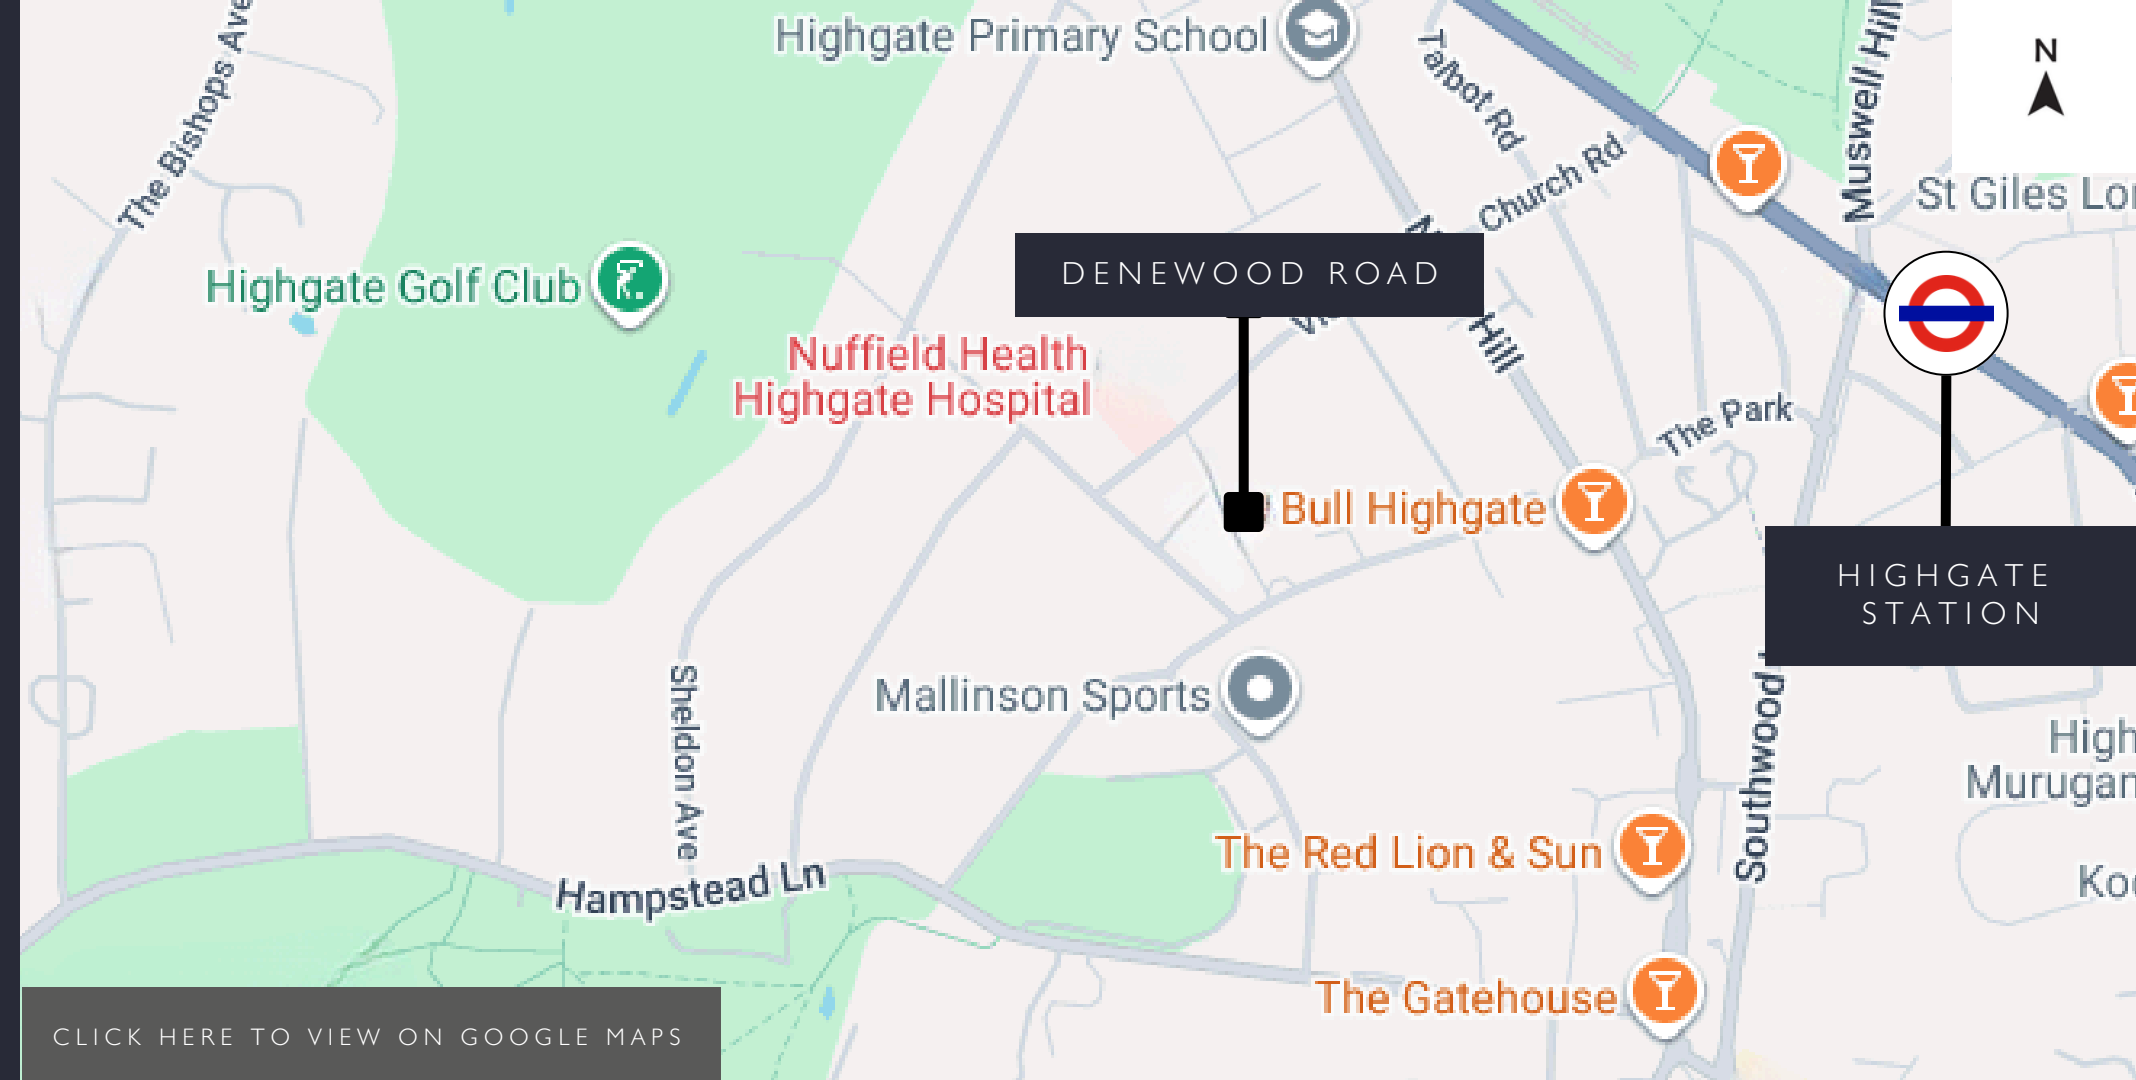 The Bishops Ave
Highgate Primary School
Talbot Rd
Muswell Hill
N
Church Rd
St Giles
Highgate Golf Club
DENEWOOD ROAD
Hill
Nuffield Health
Highgate Hospital
The Park
Bull Highgate
HIGHGATE
STATION
Sheldon Ave
Mallinson Sports
Southwood
High
Murugan
The Red Lion & Sun
Hampstead Ln
The Gatehouse
CLICK HERE TO VIEW ON GOOGLE MAPS